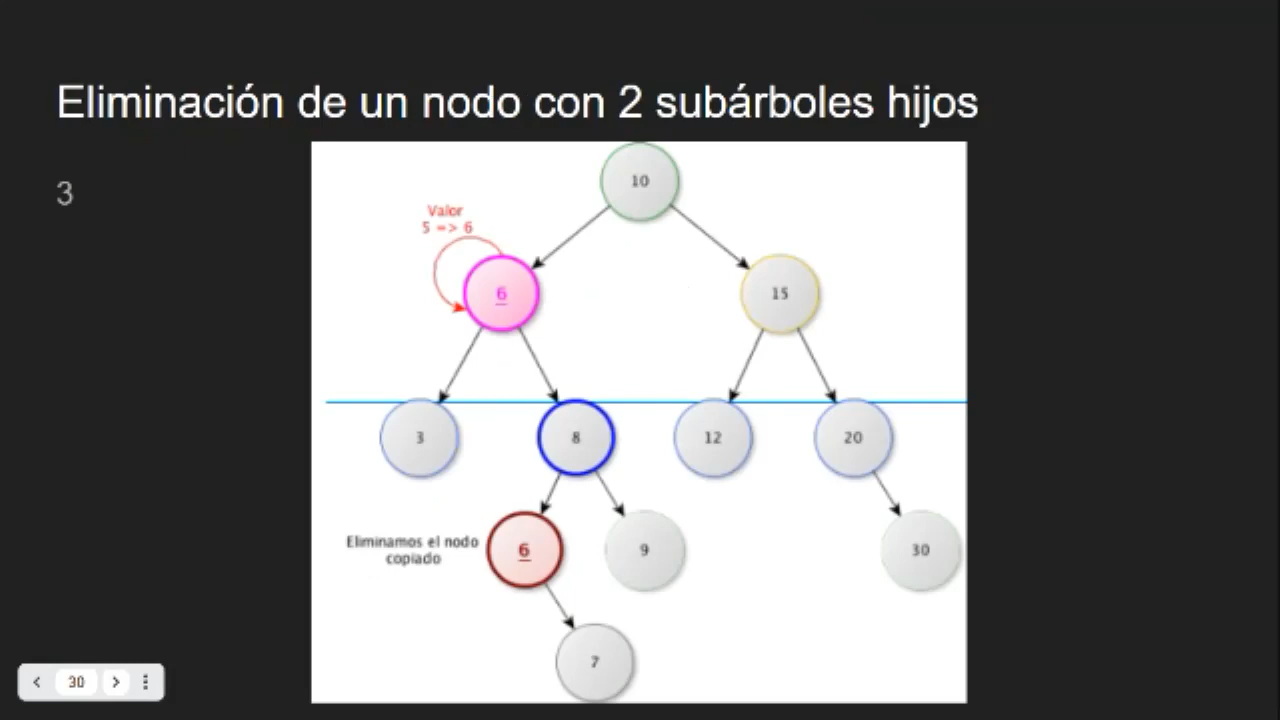 Eliminación de un nodo con 2 subárboles hijos
3
10
Valor
5 => 6
6
15
3
8
12
20
Eliminamos el nodo
copiado
6
9
30
7
< 30 >